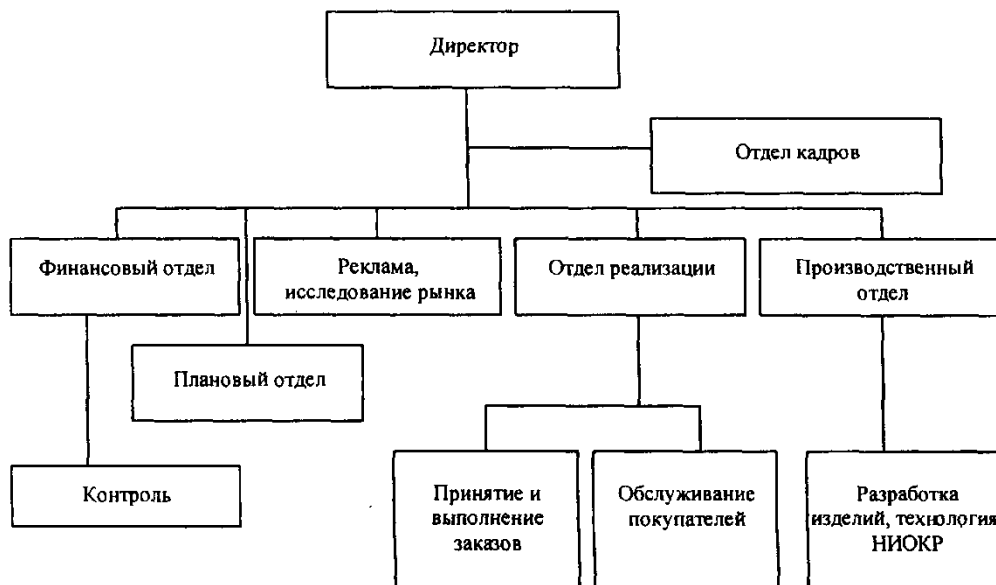 Директор
Отдел кадров
Финансовый отдел
Реклама,
исследование рынка
Отдел реализации
Производственный
отдел
Плановый отдел
Контроль
Принятие и
выполнение
заказов
Обслуживание
покупателей
Разработка
изделий, технология
НИОКР